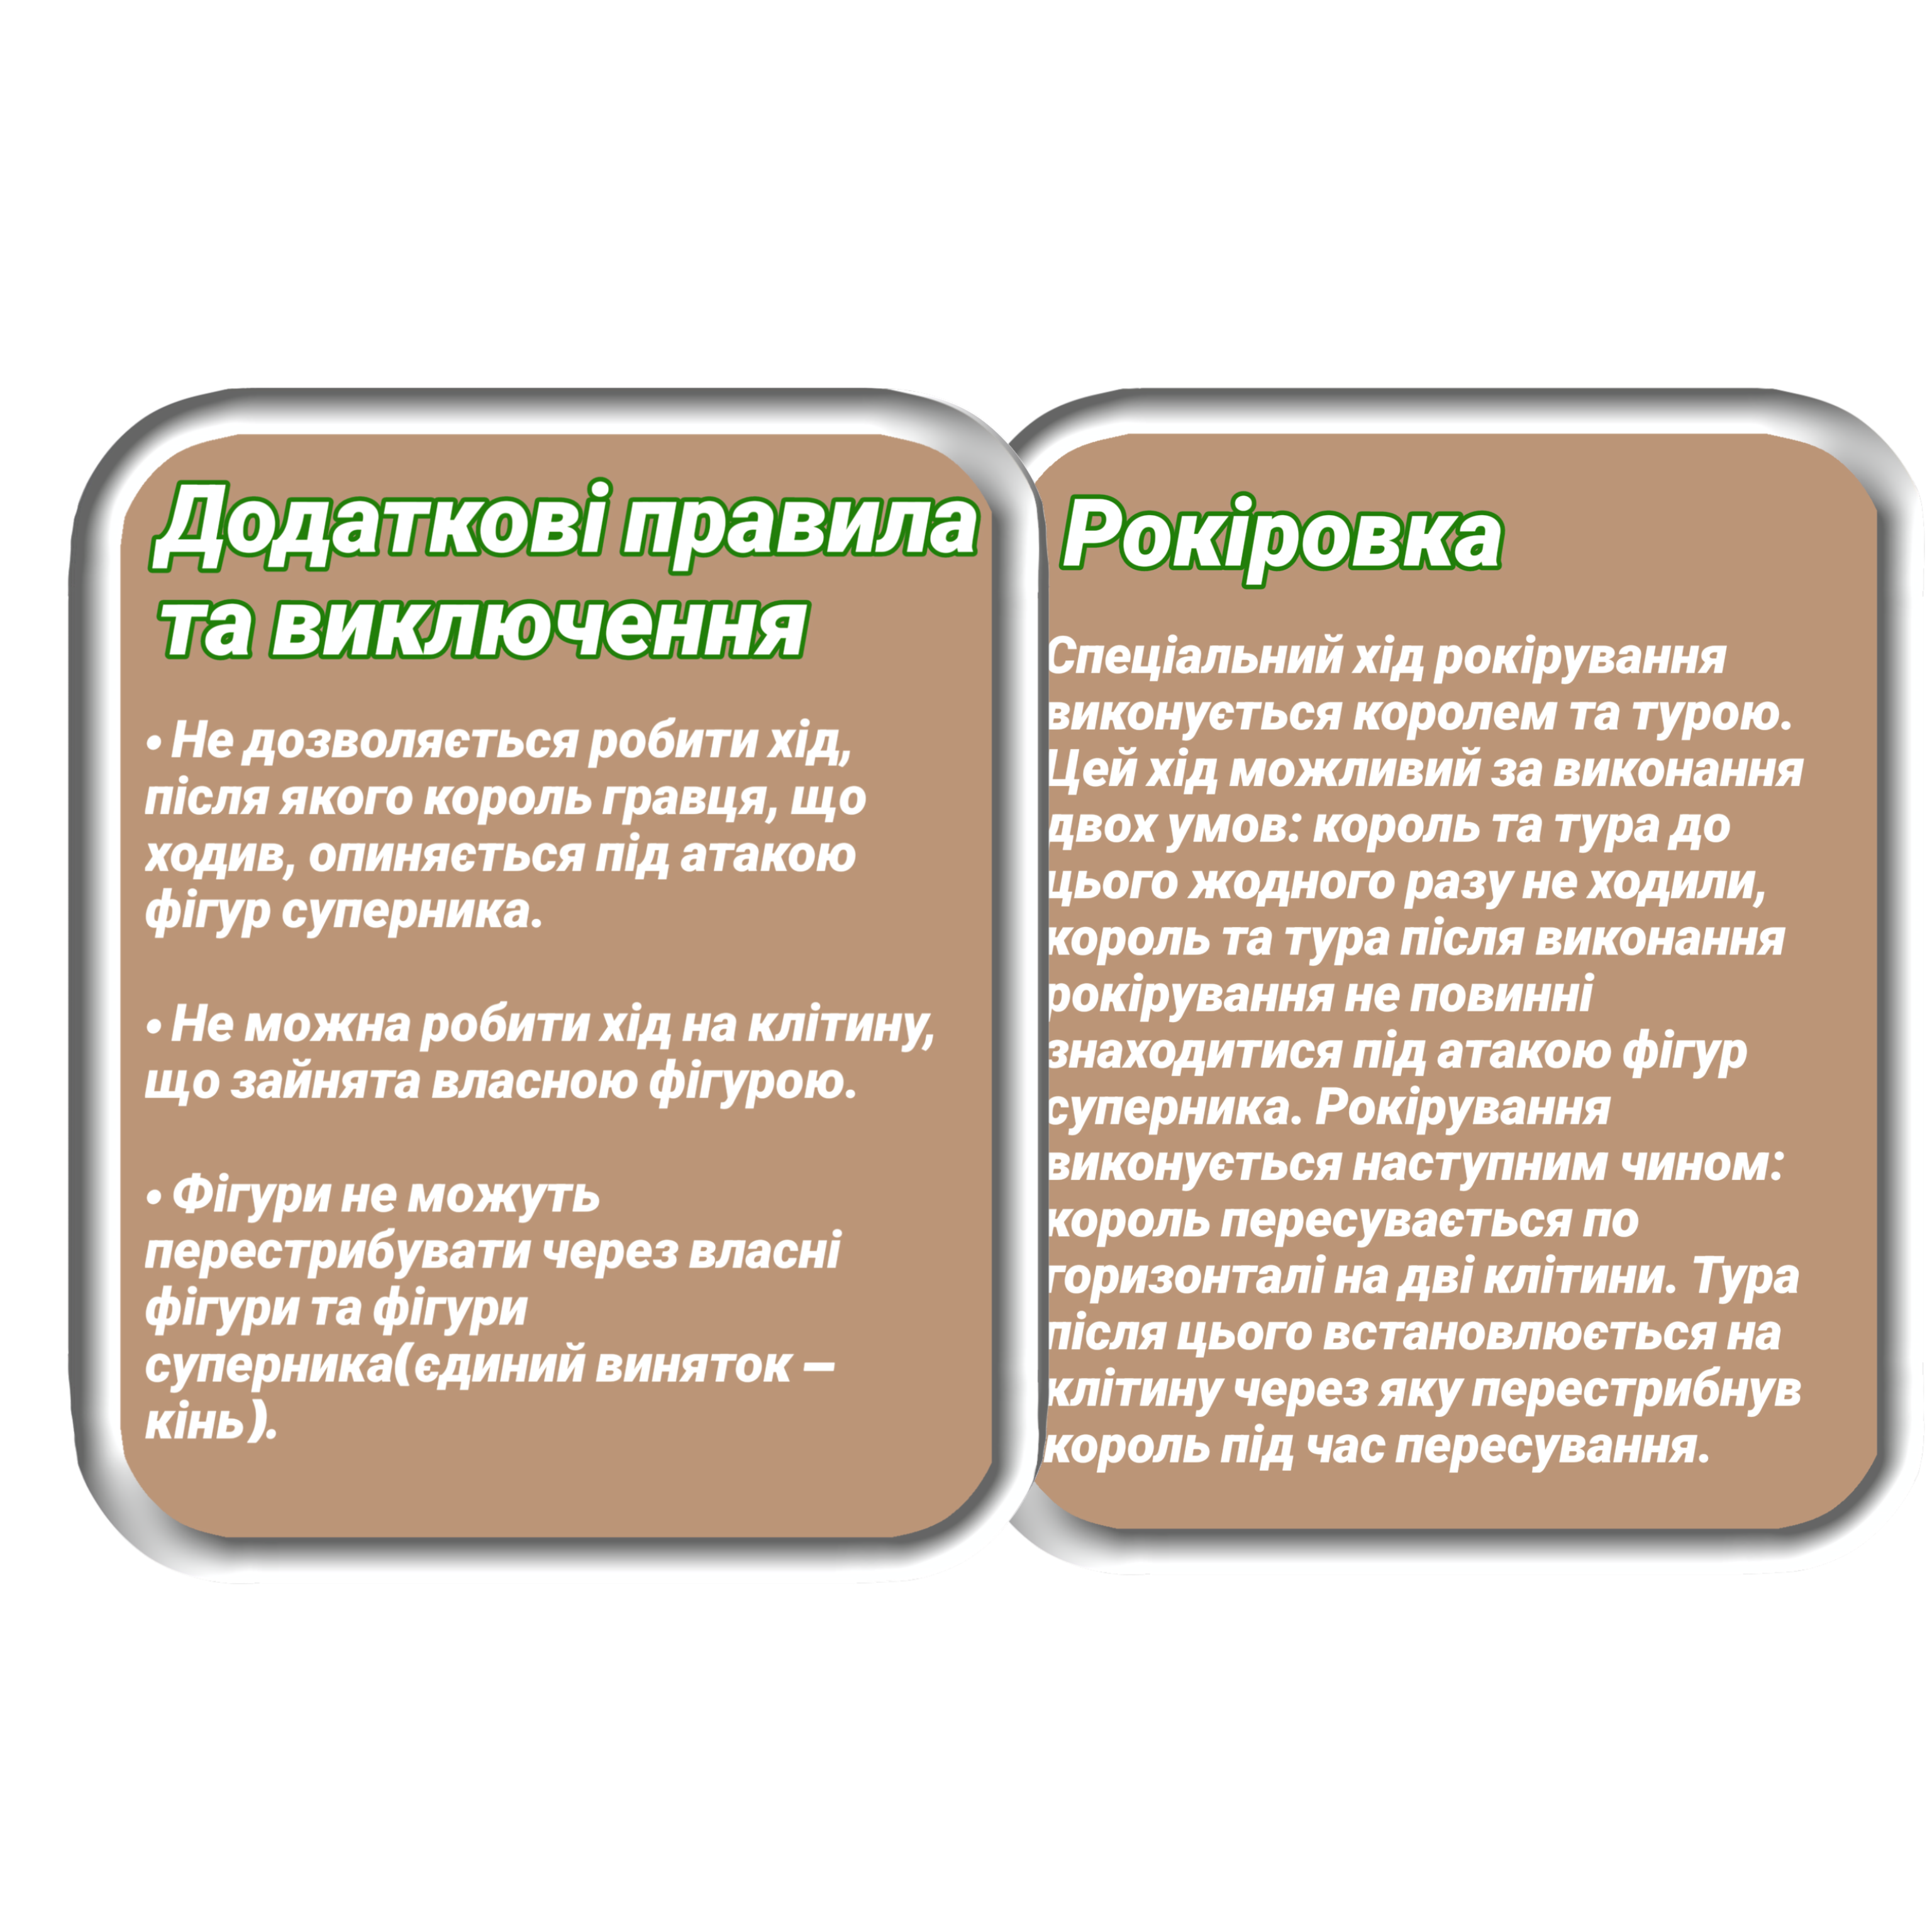 Додаткові правила
та виключення
• Не дозволяється робити хід,
після якого король гравця, що
ходив, опиняється під атакою
фігур суперника.
• Не можна робити хід на клітину,
що зайнята власною фігурою.
• Фігури не можуть
перестрибувати через власні
фігури та фігури
суперника(єдиний виняток –
кінь).
Рокіровка
Спеціальний хід рокірування
виконується королем та турою.
Цей хід можливий за виконання
двох умов: король та тура до
цього жодного разу не ходили,
король та тура після виконання
рокірування не повинні
знаходитися під атакою фігур
суперника. Рокірування
виконується наступним чином:
король пересувається по
горизонталі на дві клітини. Тура
після цього встановлюється на
клітину через яку перестрибнув
король під час пересування.